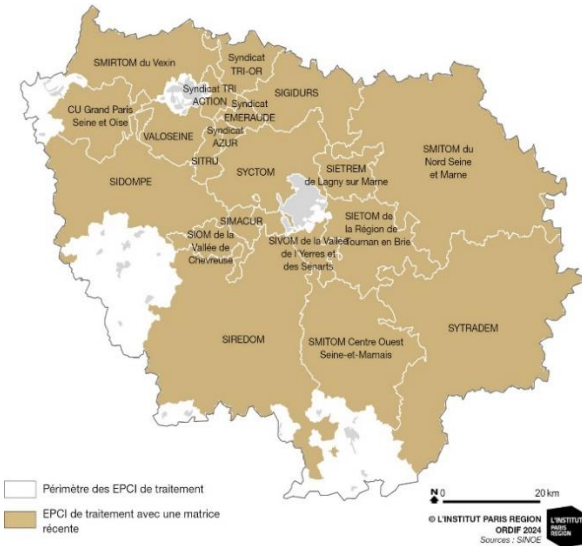 SMIRTOM du Vexin
Syndicat
TRI-OR
Syndicat TRI
ACTION
SIGIDURS
CU Grand Paris
Seine et Oise
Syndicat
EMERAUDE
VALOSEINE
Syndicat
AZUR
SMITOM du
Nord Seine
et Marne
SITRU
SYCTOM
SIETREM
de Lagny sur Marne
SIDOMPE
SIMACUR
SIETOM de
la Région de
Tournan en Brie
SIOM de la
Vallée de
Chevreuse
SIVOM de la Vallée
de l'Yerres et
des Sénarts
SIREDOM
SMITOM Centre Ouest
Seine-et-Marnais
SYTRADEM
Périmètre des EPCI de traitement
EPCI de traitement avec une matrice
récente
N 0 20 km
© L'INSTITUT PARIS REGION
ORDIF 2024
Sources : SINOE
L'INSTITUT
PARIS
REGION